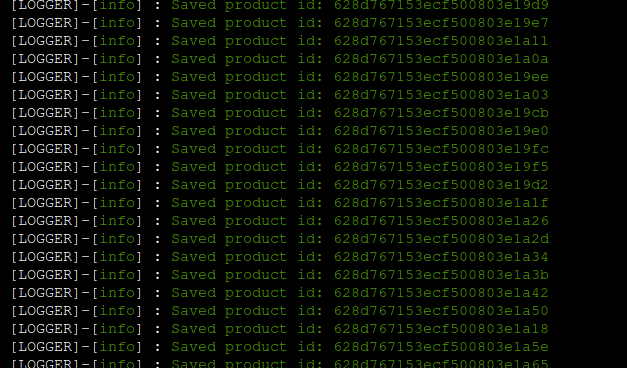 [LOGGER]-[info] : Saved product id: 628d767153ecf500803e19d9
[LOGGER]-[info] : Saved product id: 628d767153ecf500803e19e7
[LOGGER]-[info] : Saved product id: 628d767153ecf500803e1a11
[LOGGER]-[info] : Saved product id: 628d767153ecf500803e1a0a
[LOGGER]-[info] : Saved product id: 628d767153ecf500803e19ee
[LOGGER]-[info] : Saved product id: 628d767153ecf500803e1a03
[LOGGER]-[info] : Saved product id: 628d767153ecf500803e19cb
[LOGGER]-[info] : Saved product id: 628d767153ecf500803e19e0
[LOGGER]-[info] : Saved product id: 628d767153ecf500803e19fc
[LOGGER]-[info] : Saved product id: 628d767153ecf500803e19f5
[LOGGER]-[info] : Saved product id: 628d767153ecf500803e19d2
[LOGGER]-[info] : Saved product id: 628d767153ecf500803e1a1f
[LOGGER]-[info] : Saved product id: 628d767153ecf500803e1a26
[LOGGER]-[info] : Saved product id: 628d767153ecf500803e1a2d
[LOGGER]-[info] : Saved product id: 628d767153ecf500803e1a34
[LOGGER]-[info] : Saved product id: 628d767153ecf500803e1a3b
[LOGGER]-[info] : Saved product id: 628d767153ecf500803e1a42
[LOGGER]-[info] : Saved product id: 628d767153ecf500803e1a50
[LOGGER]-[info] : Saved product id: 628d767153ecf500803e1a18
[LOGGER]-[info] : Saved product id: 628d767153ecf500803e1a5e
[LOGGER]-[info] : Saved product id: 628d767153ecf500803e1a65